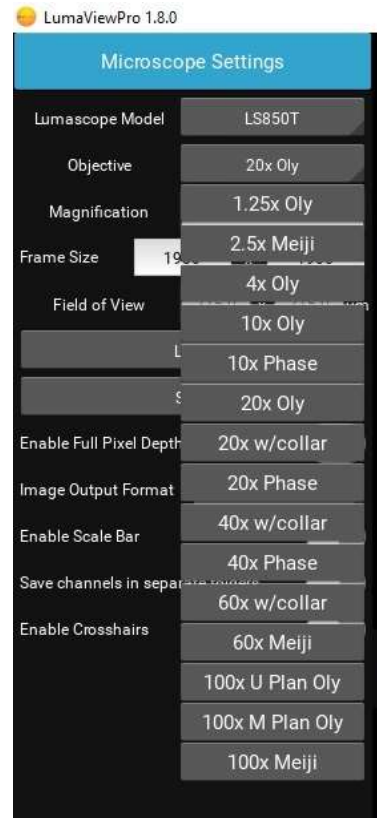 LumaViewPro 1.8.0
Microscope Settings
Lumascope Model LS850T
Objective 20x Oly
Magnification 1.25x Oly
2.5x Meiji
Frame Size
4x Oly
Field of View
10x Oly
10x Phase
20x Oly
Enable Full Pixel Depth 20x w/collar
Image Output Format 20x Phase
40x w/collar
Enable Scale Bar
40x Phase
Save channels in separate folders
60x w/collar
Enable Crosshairs 60x Meiji
100x U Plan Oly
100x M Plan Oly
100x Meiji